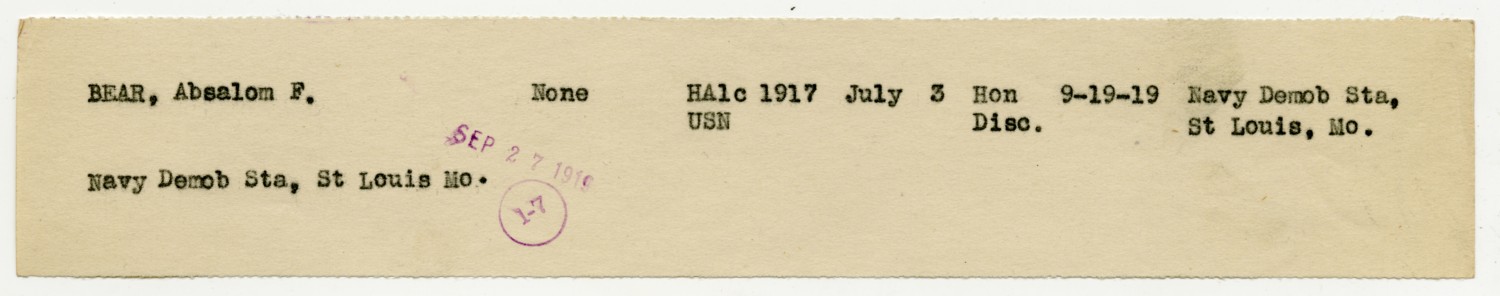 BEAR, Absalom F. None HA1c 1917 July 3 Hon 9-19-19 Navy Demob Sta,
USN Disc. St Louis, Mo.
SEP 27 1919
Navy Demob Sta, St Louis Mo.
1-7